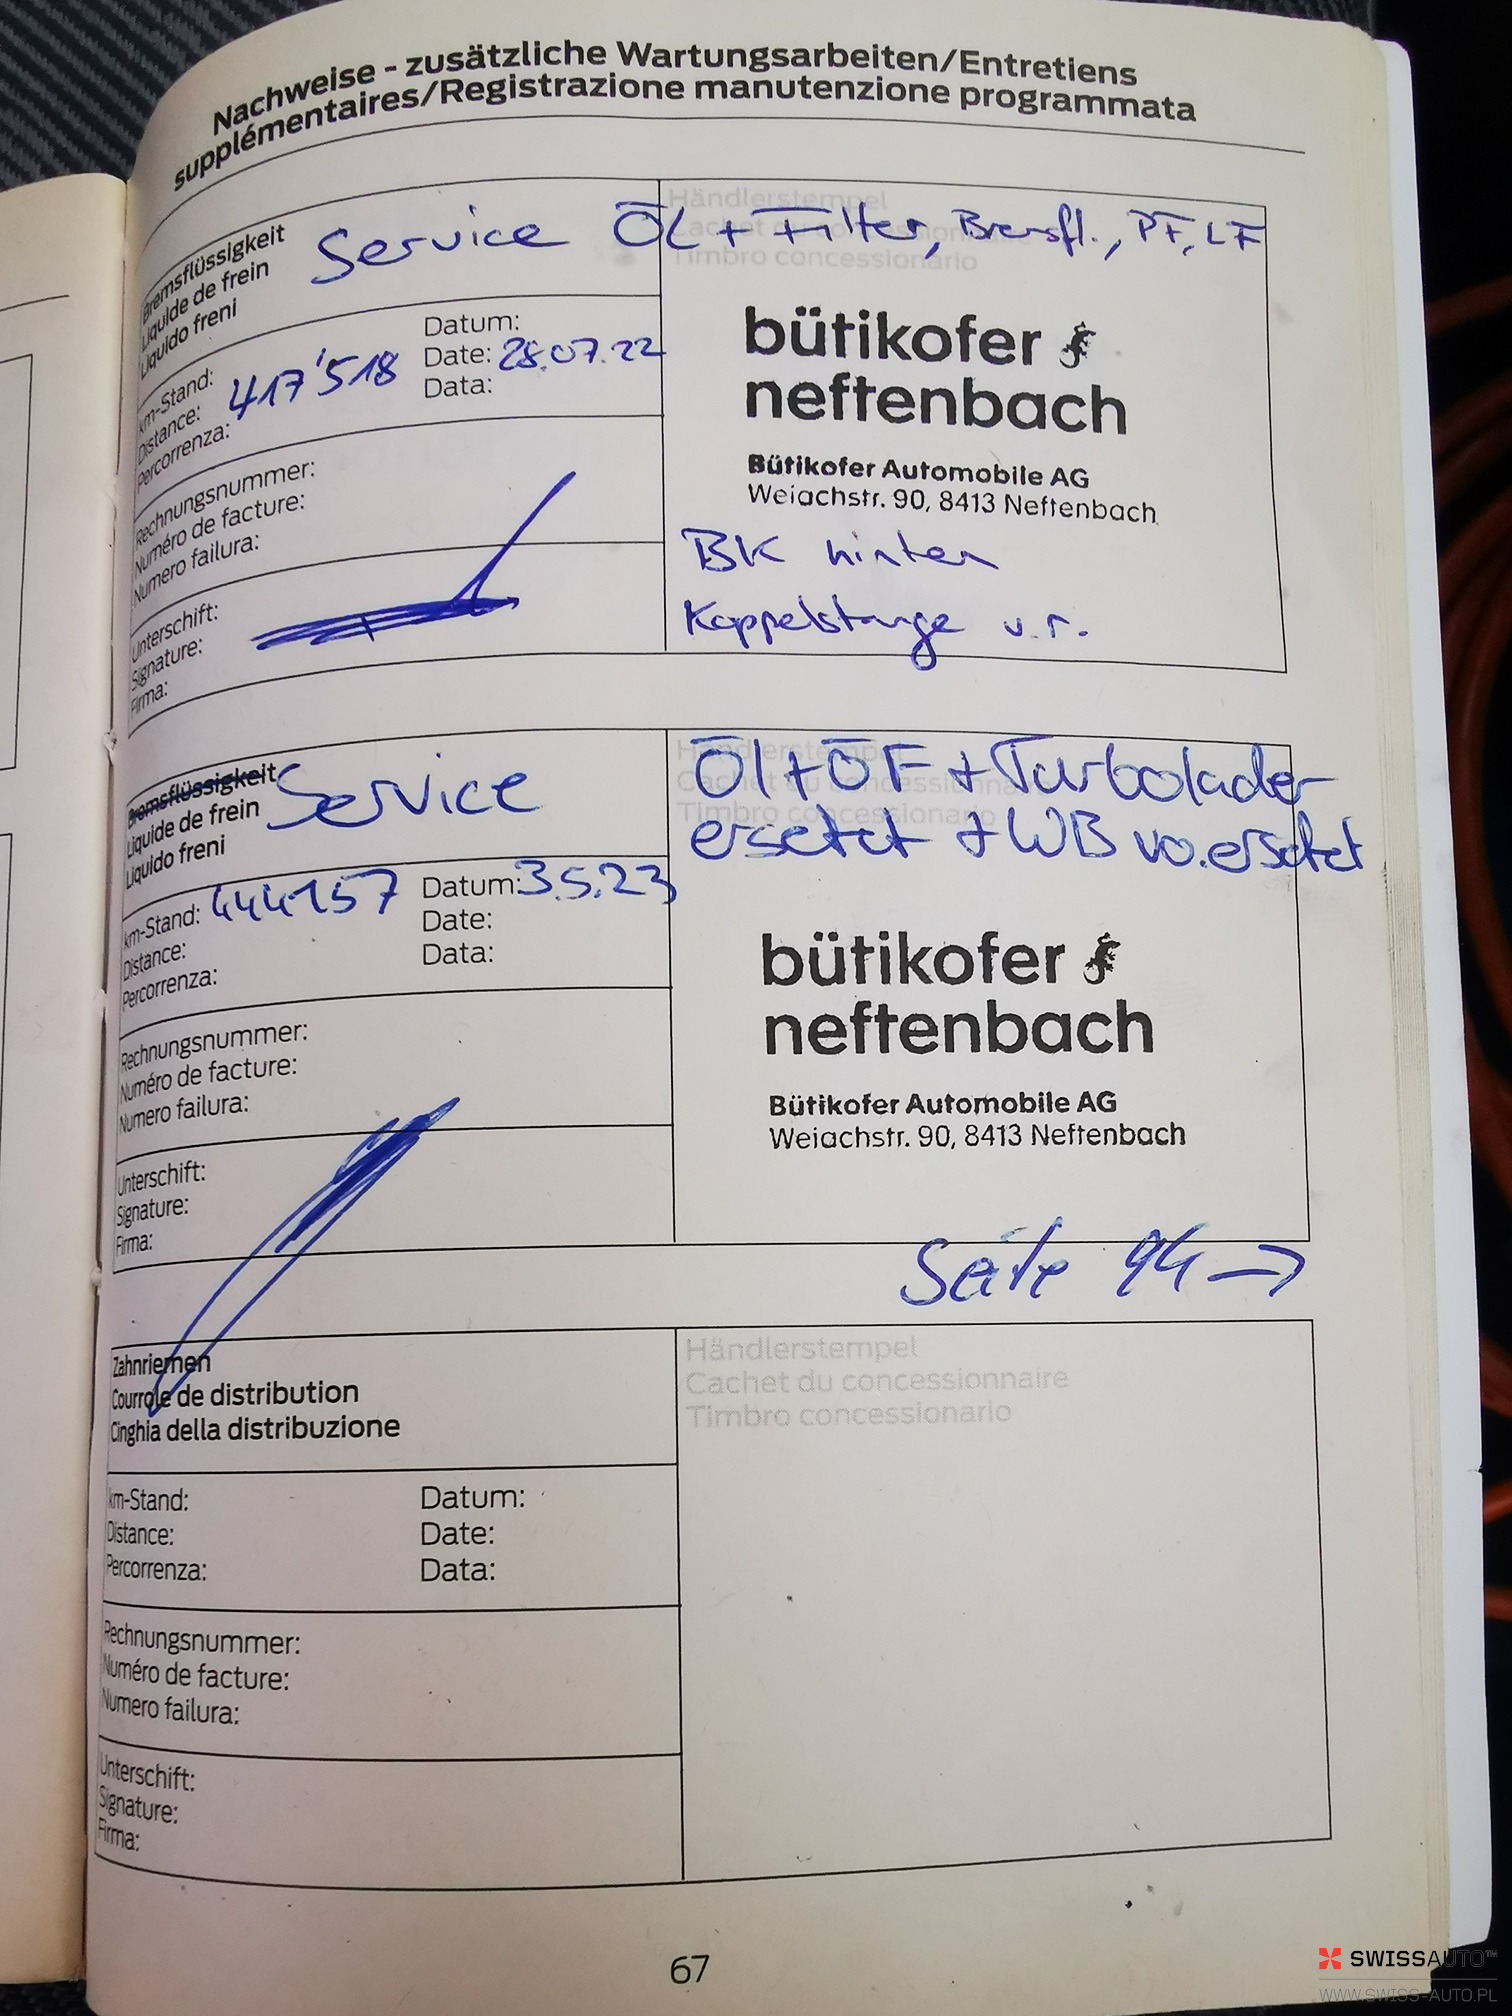 Nachweise - zusätzliche Wartungsarbeiten/Entretiens
supplémentaires/Registrazione manutenzione programmata
Bremsflüssigkeit
Liquide de frein
Liquido freni
Service ÖL + Filter, Bremsfl., PF, LF
Händlerstempel
Cachet du concessionnaire
Timbro concessionario
km-Stand:
Distance:
Percorrenza:
417'518
Datum:
Date: 28.07.22
Data:
bütikofer
neftenbach
Bütikofer Automobile AG
Weiachstr. 90, 8413 Neftenbach
Rechnungsnummer:
Numéro de facture:
Numero failura:
BK hinten
Koppelstange v.r.
Unterschift:
Signature:
Firma:
Bremsflüssigkeit
Liquide de frein
Liquido freni
Service
Händlerstempel
Cachet du concessionnaire
Timbro concessionario
Öl + ÖF + Turbolader
ersetzt + WB vo. ersetzt
km-Stand: 444157
Distance:
Percorrenza:
Datum: 3.5.23
Date:
Data:
bütikofer
neftenbach
Bütikofer Automobile AG
Weiachstr. 90, 8413 Neftenbach
Rechnungsnummer:
Numéro de facture:
Numero failura:
Unterschift:
Signature:
Firma:
Seite 94 →
Zahnriemen
Courroie de distribution
Cinghia della distribuzione
Händlerstempel
Cachet du concessionnaire
Timbro concessionario
km-Stand:
Distance:
Percorrenza:
Datum:
Date:
Data:
Rechnungsnummer:
Numéro de facture:
Numero failura:
Unterschift:
Signature:
Firma:
67
SWISSAUTO™
WWW.SWISS-AUTO.PL